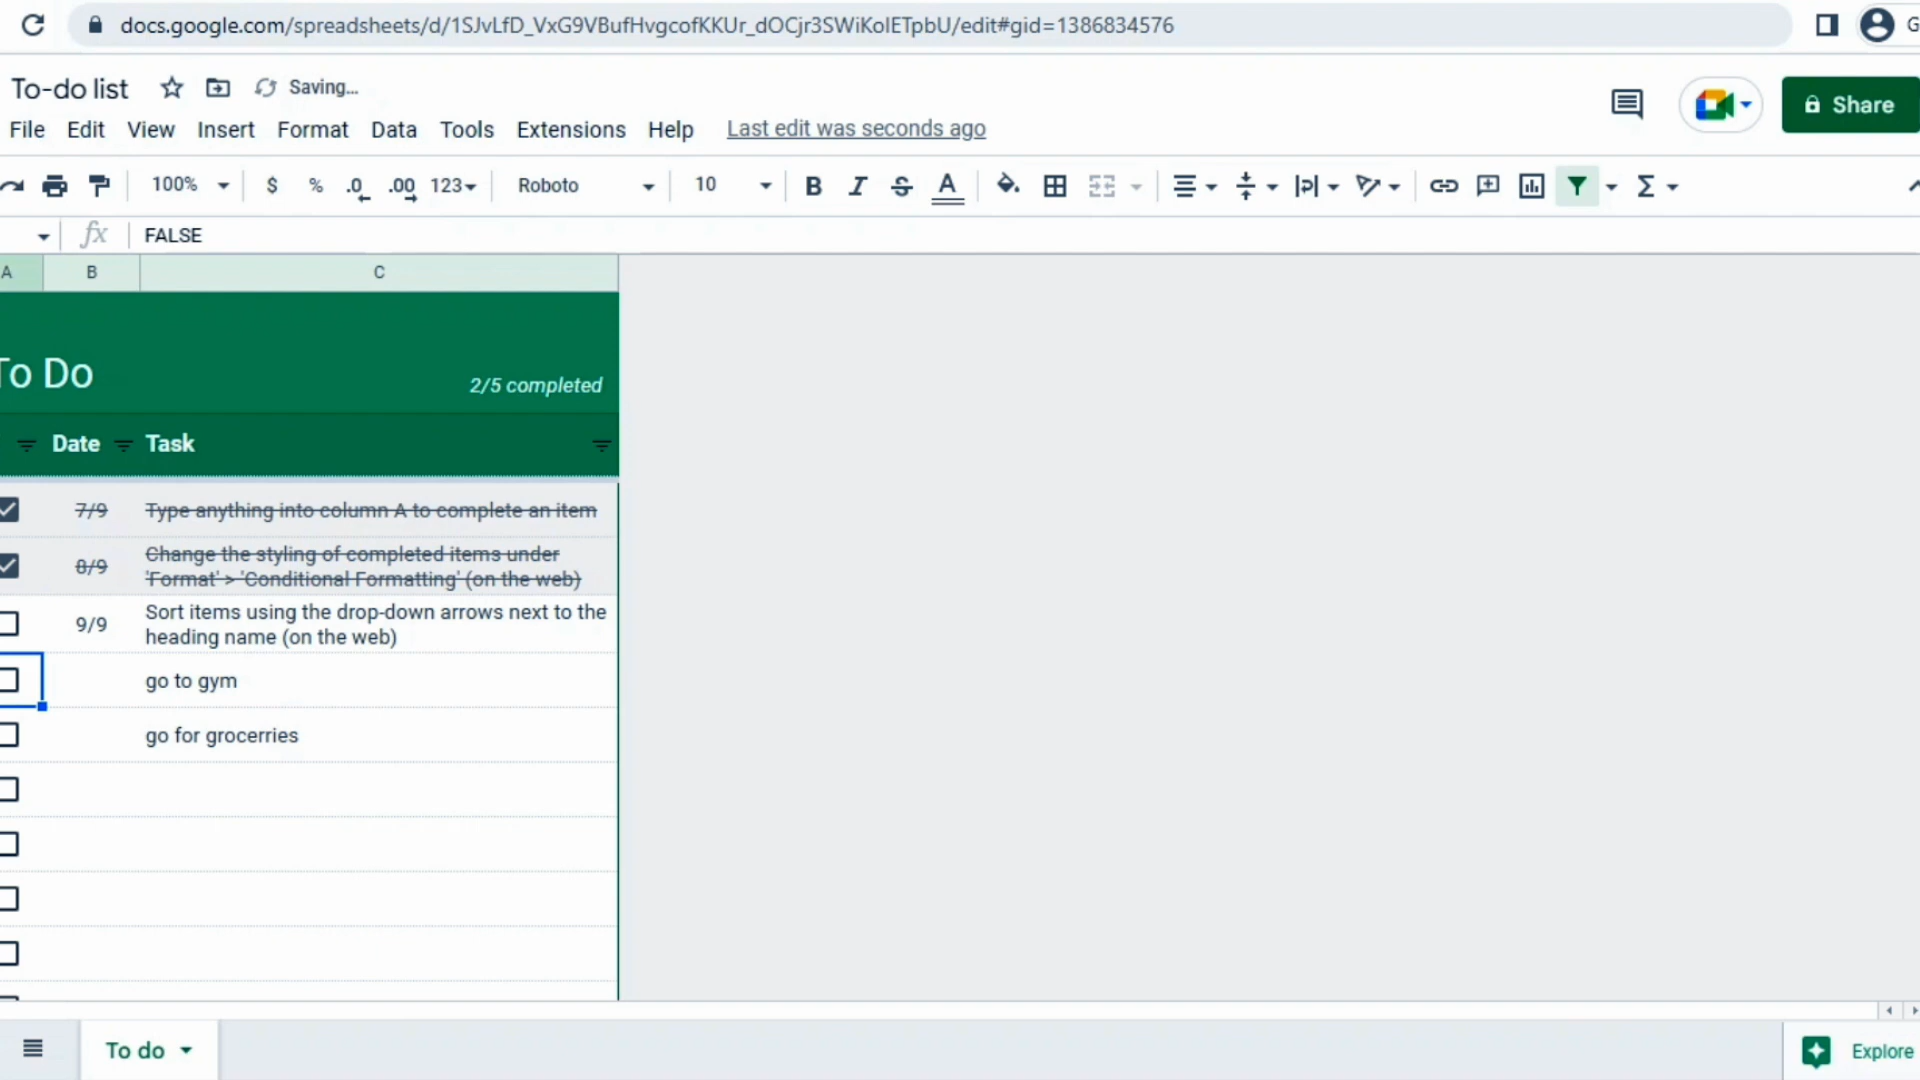 docs.google.com/spreadsheets/d/1SJvLfD_VxG9VBufHvgcofKKUr_dOCjr3SWiKolETpbU/edit#gid=1386834576
G
To-do list Saving...
Share
File Edit View Insert Format Data Tools Extensions Help Last edit was seconds ago
100% $ % .0 .00 123 Roboto 10 B I S A Σ
fx FALSE
A B C
To Do
2/5 completed
Date Task
7/9 Type anything into column A to complete an item
8/9 Change the styling of completed items under
'Format' > 'Conditional Formatting' (on the web)
9/9 Sort items using the drop-down arrows next to the
heading name (on the web)
go to gym
go for grocerries
To do
Explore